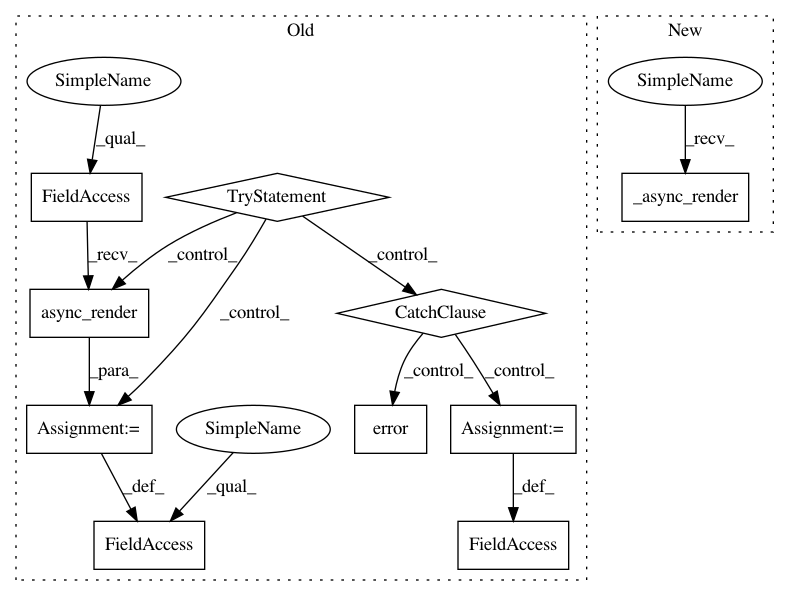 Old
New
SimpleName
SimpleName
_qual_
_recv_
FieldAccess
TryStatement
_async_render
_recv_
_control_
_control_
_control_
async_render
CatchClause
_para_
_control_
_control_
Assignment:=
SimpleName
error
Assignment:=
_def_
_qual_
_def_
FieldAccess
FieldAccess